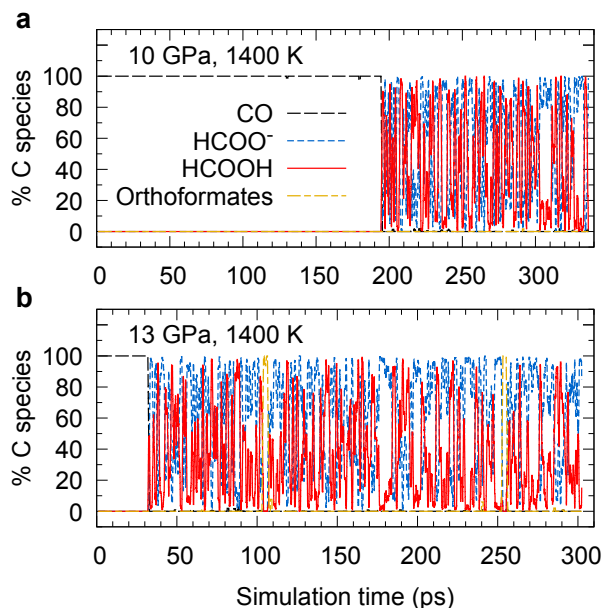 a
10 GPa, 1400 K
% C species
100
80
60
40
20
0
CO
HCOO⁻
HCOOH
Orthoformates
0 50 100 150 200 250 300
b
13 GPa, 1400 K
% C species
100
80
60
40
20
0
0 50 100 150 200 250 300
Simulation time (ps)